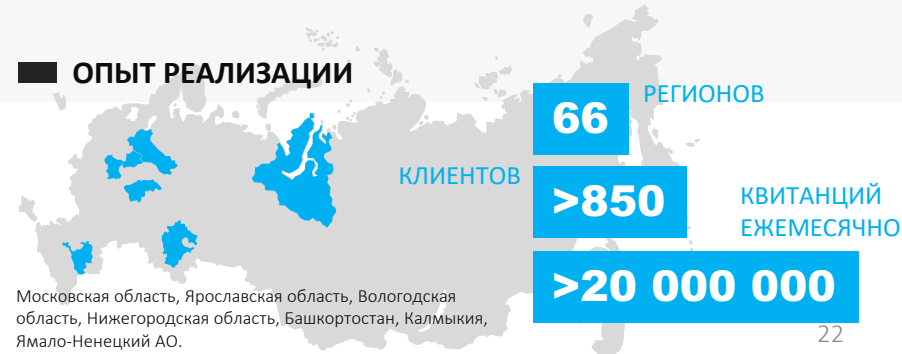 ОПЫТ РЕАЛИЗАЦИИ
66
РЕГИОНОВ
КЛИЕНТОВ
>850
КВИТАНЦИЙ
ЕЖЕМЕСЯЧНО
>20 000 000
Московская область, Ярославская область, Вологодская
область, Нижегородская область, Башкортостан, Калмыкия,
Ямало-Ненецкий АО.
22